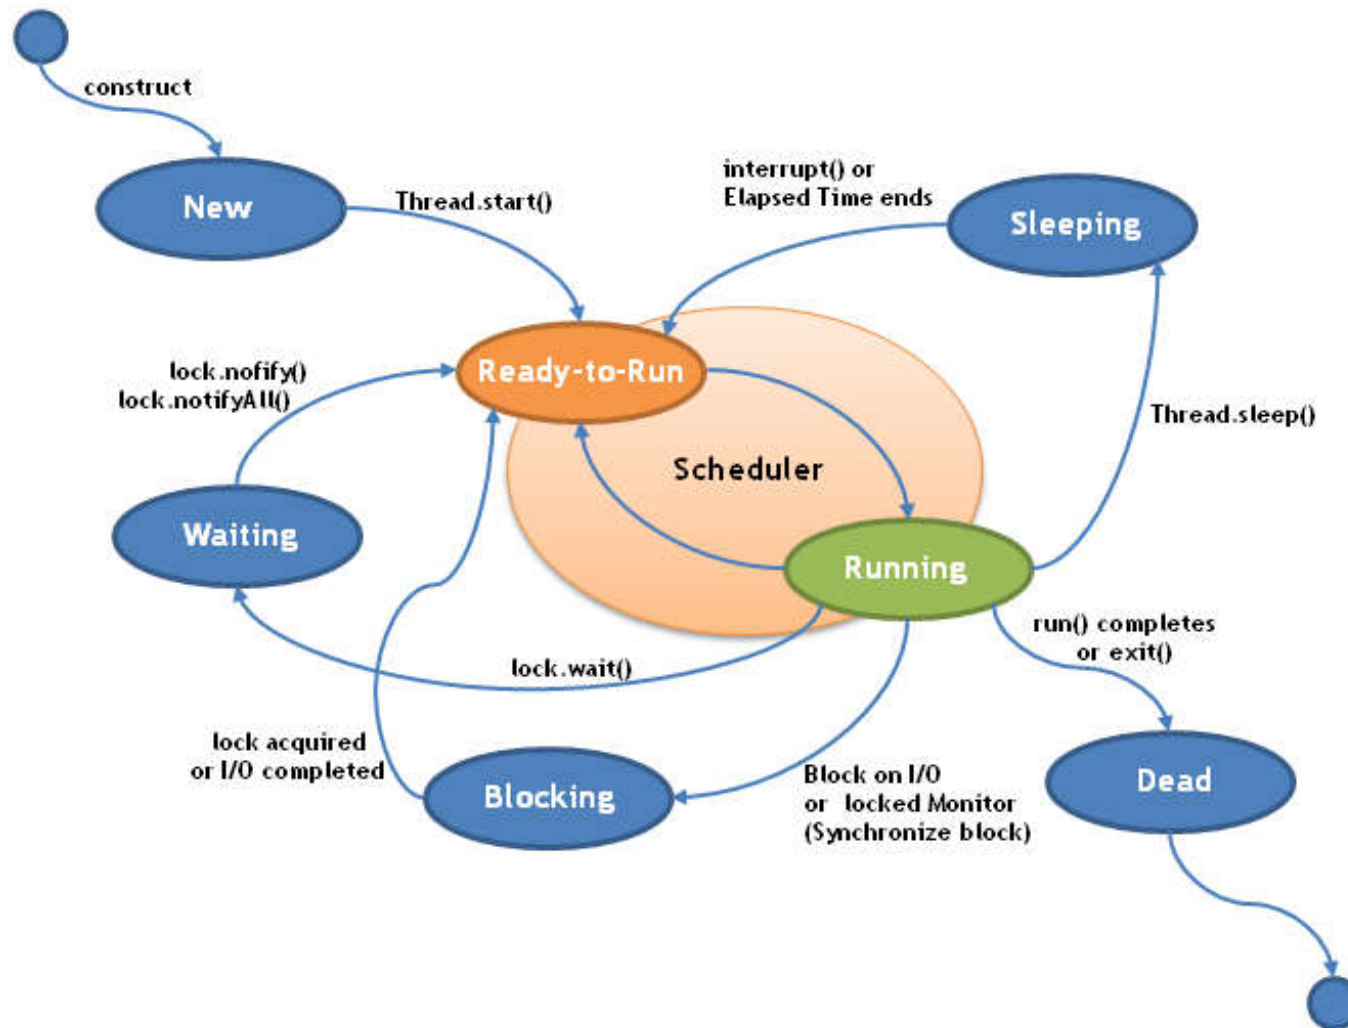 construct
New
Thread.start()
interrupt() or
Elapsed Time ends
Sleeping
Ready-to-Run
lock.nofify()
lock.notifyAll()
Thread.sleep()
Scheduler
Waiting
Running
run() completes
or exit()
lock.wait()
lock acquired
or I/O completed
Blocking
Block on I/O
or locked Monitor
(Synchronize block)
Dead